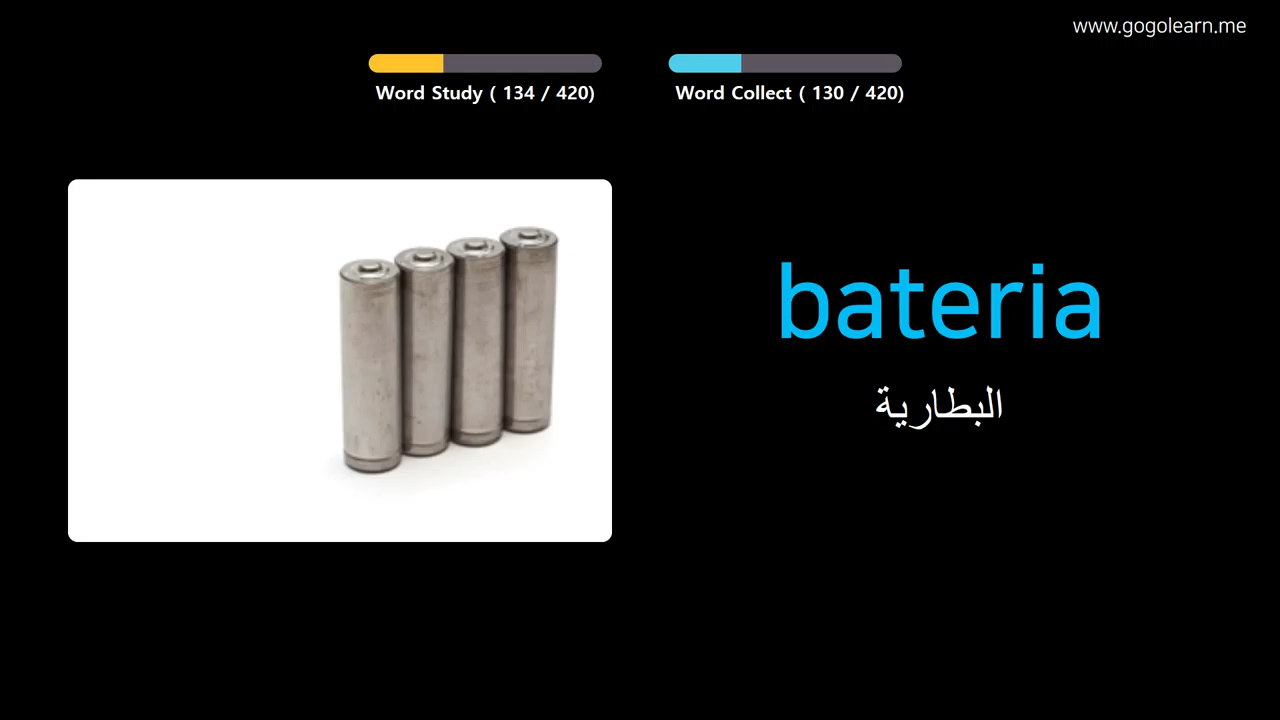 www.gogolearn.me
Word Study ( 134 / 420)
Word Collect ( 130 / 420)
bateria
البطارية